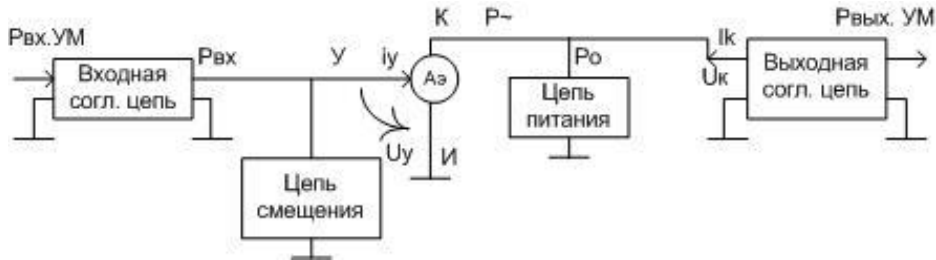 К
Р~
Рвых. УМ
Рвх.УМ
Рвх
У
iу
Аэ
Ро
Iк
Uк
Входная
согл. цепь
Цепь
питания
Выходная
согл. цепь
Uу
И
Цепь
смещения